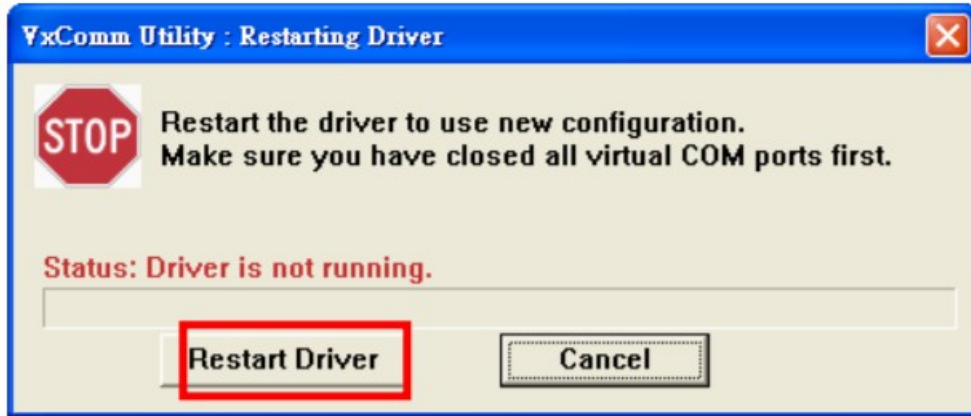 VxComm Utility : Restarting Driver
STOP
Restart the driver to use new configuration.
Make sure you have closed all virtual COM ports first.
Status: Driver is not running.
Restart Driver
Cancel